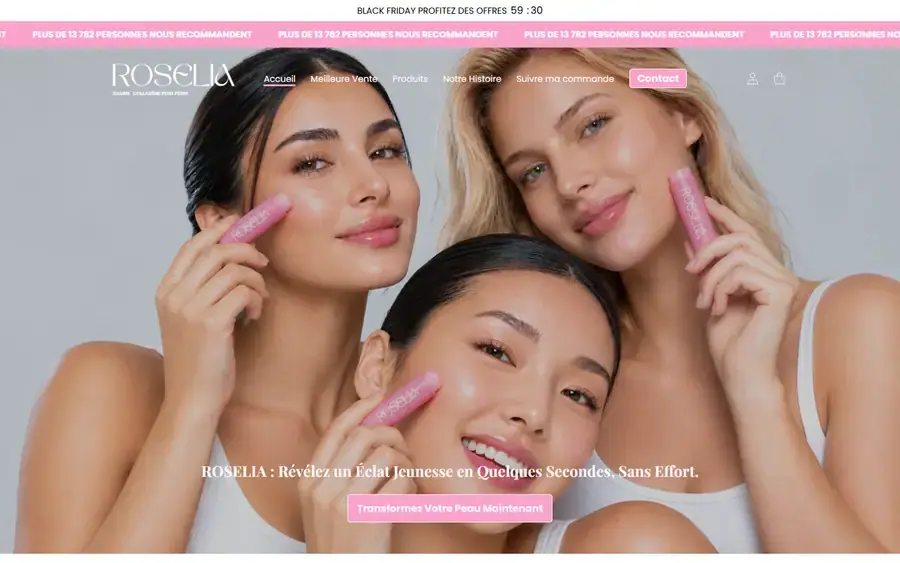 BLACK FRIDAY PROFITEZ DES OFFRES 59 : 30
PLUS DE 13 782 PERSONNES NOUS RECOMMANDENT PLUS DE 13 782 PERSONNES NOUS RECOMMANDENT PLUS DE 13 782 PERSONNES NOUS RECOMMANDENT PLUS DE 13 782 PERSONNES
ROSELIA
Accueil Meilleure Vente Produits Notre Histoire Suivre ma commande Contact
ROSELIA
ROSELIA
ROSELIA
ROSELIA : Révélez un Éclat Jeunesse en Quelques Secondes, Sans Effort.
Transformez Votre Peau Maintenant